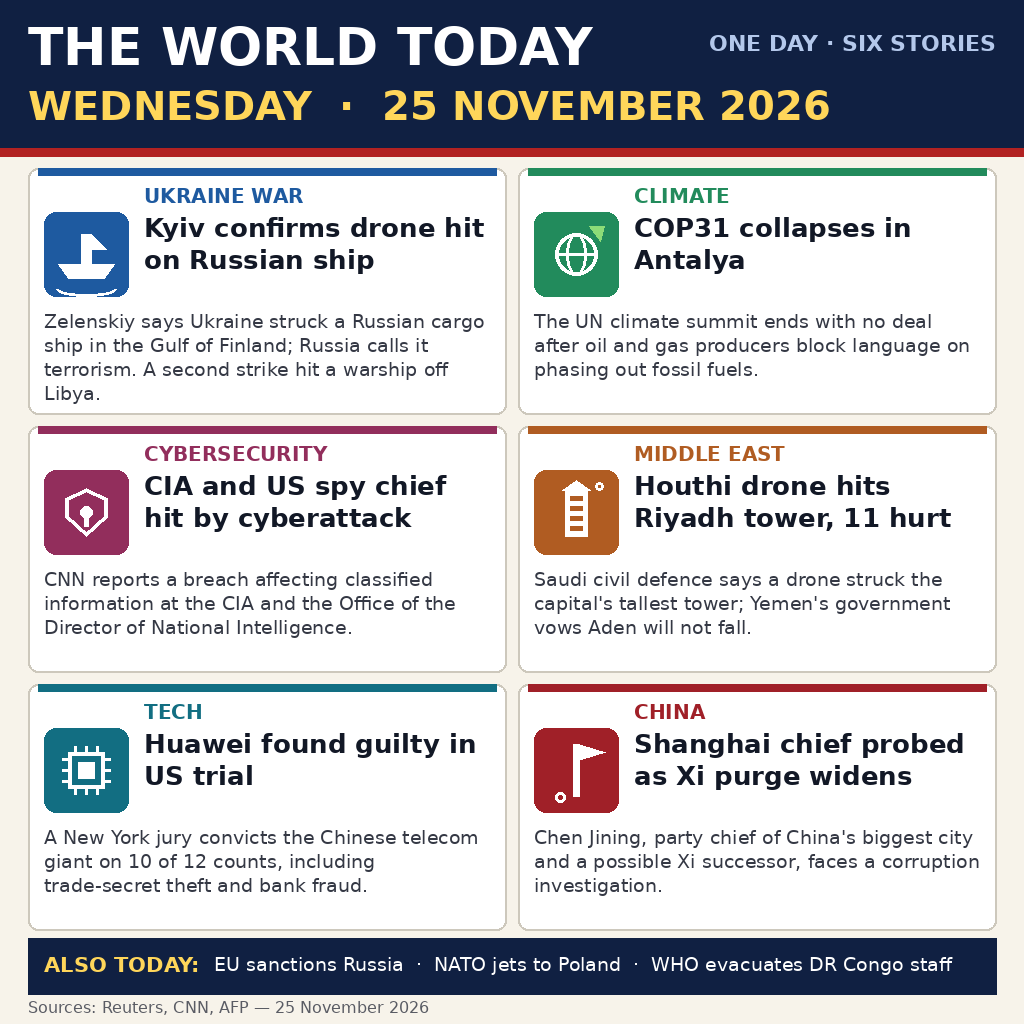 THE WORLD TODAY
ONE DAY · SIX STORIES
WEDNESDAY · 25 NOVEMBER 2026
UKRAINE WAR
Kyiv confirms drone hit
on Russian ship
Zelenskiy says Ukraine struck a Russian cargo
ship in the Gulf of Finland; Russia calls it
terrorism. A second strike hit a warship off
Libya.
CLIMATE
COP31 collapses in
Antalya
The UN climate summit ends with no deal
after oil and gas producers block language on
phasing out fossil fuels.
CYBERSECURITY
CIA and US spy chief
hit by cyberattack
CNN reports a breach affecting classified
information at the CIA and the Office of the
Director of National Intelligence.
MIDDLE EAST
Houthi drone hits
Riyadh tower, 11 hurt
Saudi civil defence says a drone struck the
capital's tallest tower; Yemen's government
vows Aden will not fall.
TECH
Huawei found guilty in
US trial
A New York jury convicts the Chinese telecom
giant on 10 of 12 counts, including
trade-secret theft and bank fraud.
CHINA
Shanghai chief probed
as Xi purge widens
Chen Jining, party chief of China's biggest city
and a possible Xi successor, faces a corruption
investigation.
ALSO TODAY: EU sanctions Russia · NATO jets to Poland · WHO evacuates DR Congo staff
Sources: Reuters, CNN, AFP — 25 November 2026